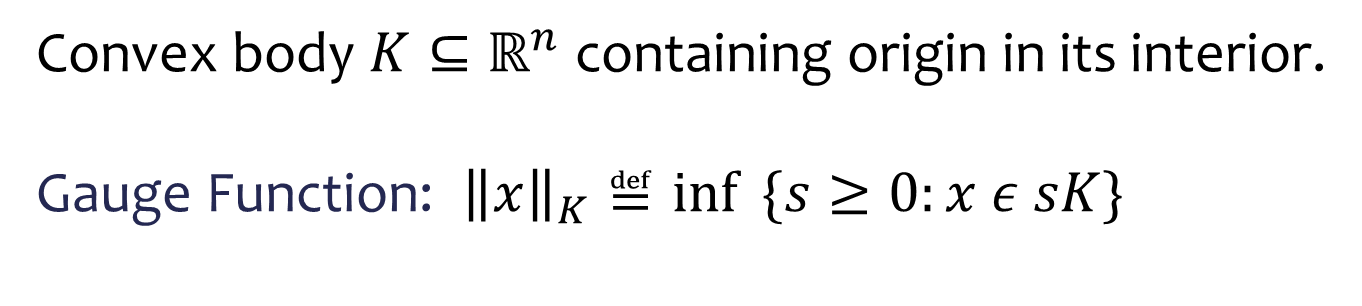 Convex body 𝐾 ⊆ ℝⁿ containing origin in its interior.
Gauge Function: ‖𝑥‖_𝐾 ≝ inf {𝑠 ≥ 0: 𝑥 𝜖 𝑠𝐾}